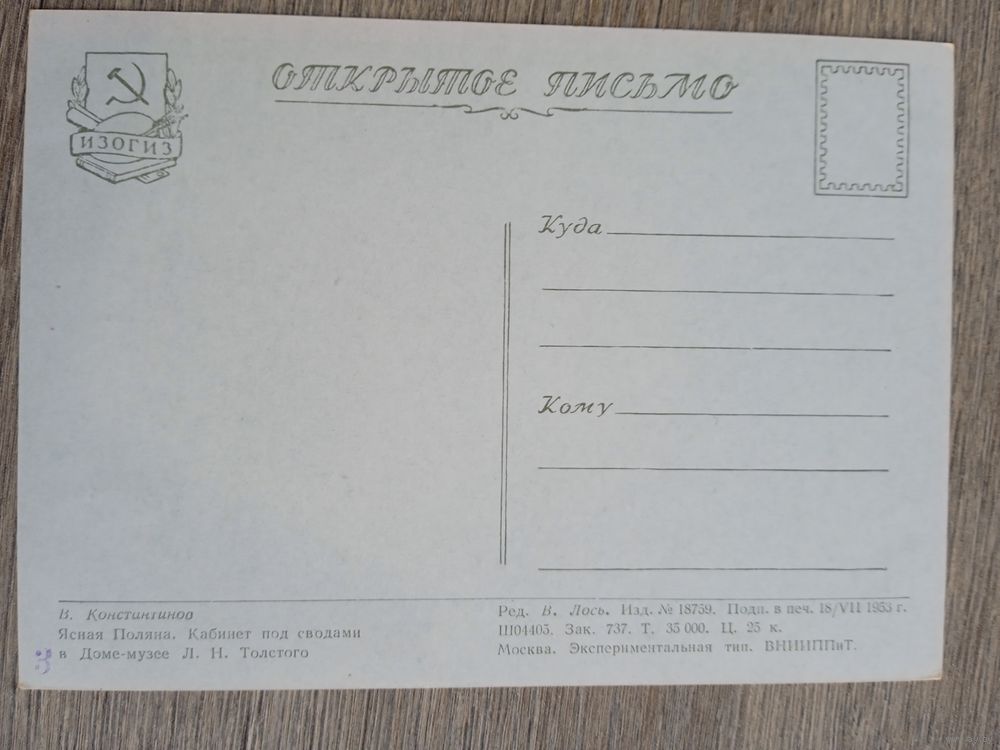 ОТКРЫТОЕ ПИСЬМО
ИЗОГИЗ
Куда
Кому
В. Константинов
Ясная Поляна. Кабинет под сводами
в Доме-музее Л. Н. Толстого
Ред. В. Лось. Изд. № 18759. Подп. в печ. 18/VII 1953 г.
Ш04405. Зак. 737. Т. 35 000. Ц. 25 к.
Москва. Экспериментальная тип. ВНИИППиТ.